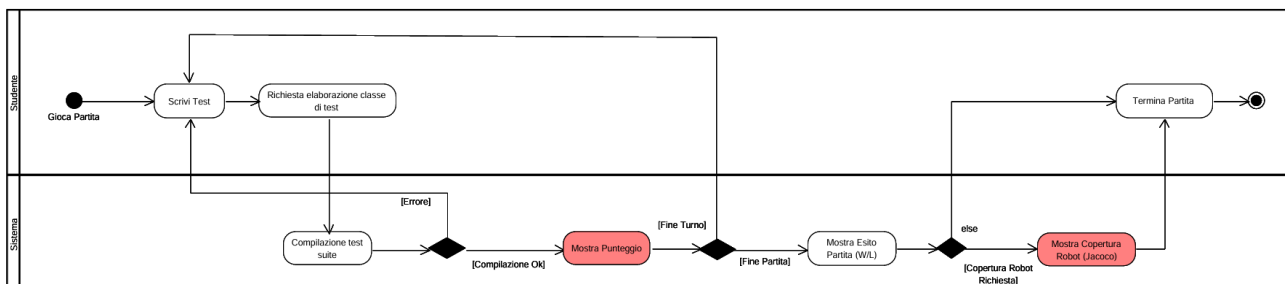 Studente
Gioca Partita
Scrivi Test
Richiesta elaborazione classe
di test
Termina Partita
Sistema
[Errore]
Compilazione test
suite
[Compilazione Ok]
Mostra Punteggio
[Fine Turno]
[Fine Partita]
Mostra Esito
Partita (W/L)
else
[Copertura Robot
Richiesta]
Mostra Copertura
Robot (Jacoco)